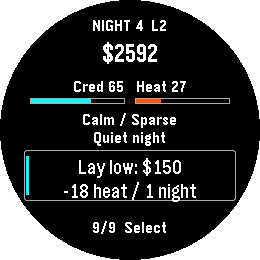 NIGHT 4 L2
$2592
Cred 65 Heat 27
Calm / Sparse
Quiet night
Lay low: $150
-18 heat / 1 night
9/9 Select